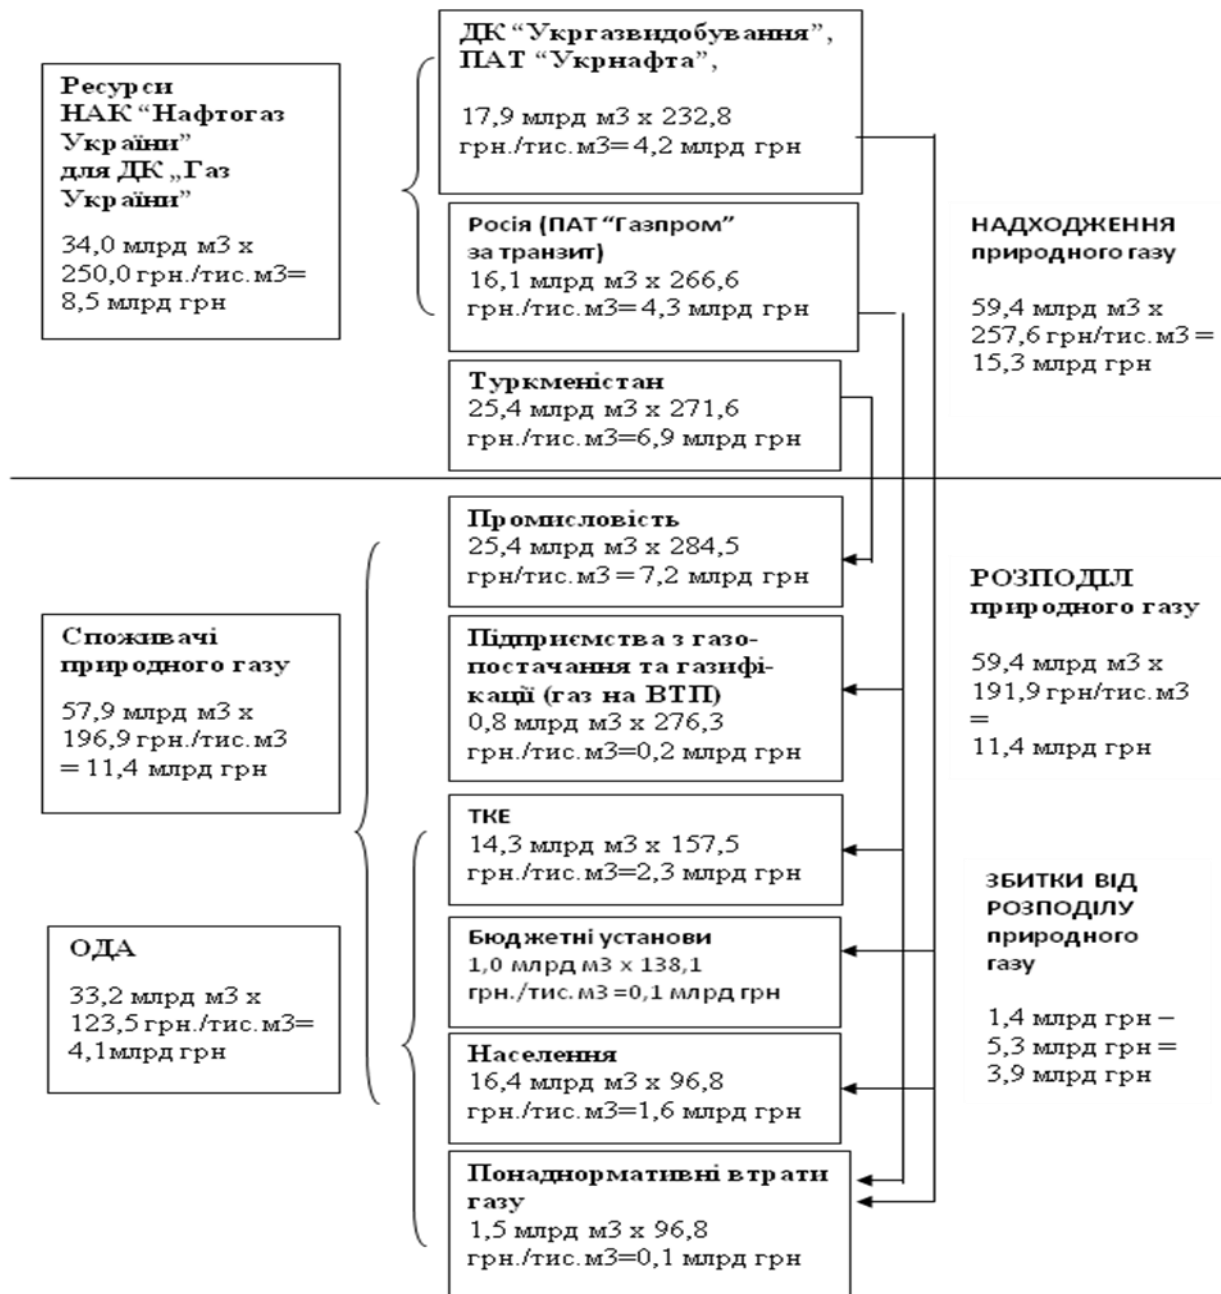 Ресурси
НАК “Нафтогаз
України”
для ДК „Газ
України”
34,0 млрд м3 х
250,0 грн./тис.м3=
8,5 млрд грн
ДК “Укргазвидобування”,
ПАТ “Укрнафта”,
17,9 млрд м3 х 232,8
грн./тис.м3= 4,2 млрд грн
Росія (ПАТ “Газпром”
за транзит)
16,1 млрд м3 х 266,6
грн./тис.м3=4,3 млрд грн
Туркменістан
25,4 млрд м3 х 271,6
грн./тис.м3=6,9 млрд грн
НАДХОДЖЕННЯ
природного газу
59,4 млрд м3 х
257,6 грн/тис.м3 =
15,3 млрд грн
Споживачі
природного газу
57,9 млрд м3 х
196,9 грн./тис.м3
= 11,4 млрд грн
ОДА
33,2 млрд м3 х
123,5 грн./тис.м3=
4,1млрд грн
Промисловість
25,4 млрд м3 х 284,5
грн/тис.м3 = 7,2 млрд грн
Підприємства з газо-
постачання та газифі-
кації (газ на ВТП)
0,8 млрд м3 х 276,3
грн./тис.м3=0,2 млрд грн
ТКЕ
14,3 млрд м3 х 157,5
грн./тис.м3=2,3 млрд грн
Бюджетні установи
1,0 млрд м3 х 138,1
грн./тис.м3 =0,1 млрд грн
Населення
16,4 млрд м3 х 96,8
грн./тис.м3=1,6 млрд грн
Понаднормативні втрати
газу
1,5 млрд м3 х 96,8
грн./тис.м3=0,1 млрд грн
РОЗПОДІЛ
природного газу
59,4 млрд м3 х
191,9 грн/тис.м3
=
11,4 млрд грн
ЗБИТКИ ВІД
РОЗПОДІЛУ
природного
газу
1,4 млрд грн –
5,3 млрд грн =
3,9 млрд грн